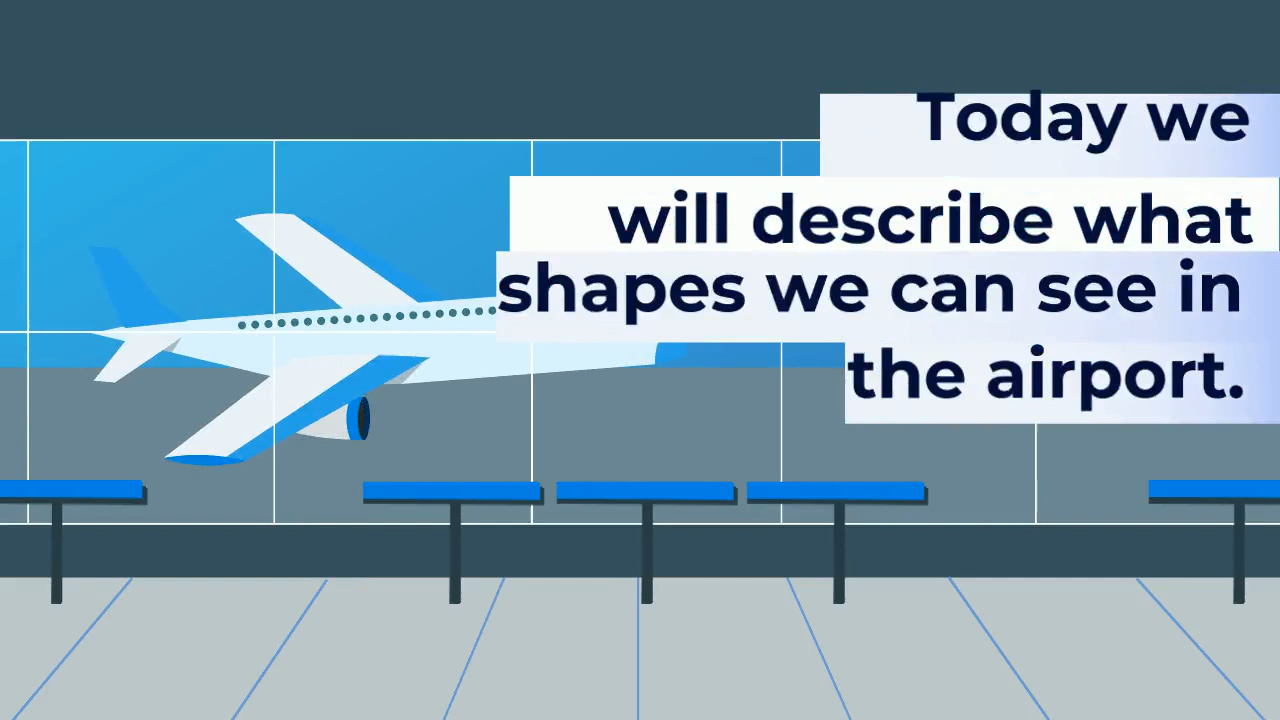 Today we
will describe what
shapes we can see in
the airport.